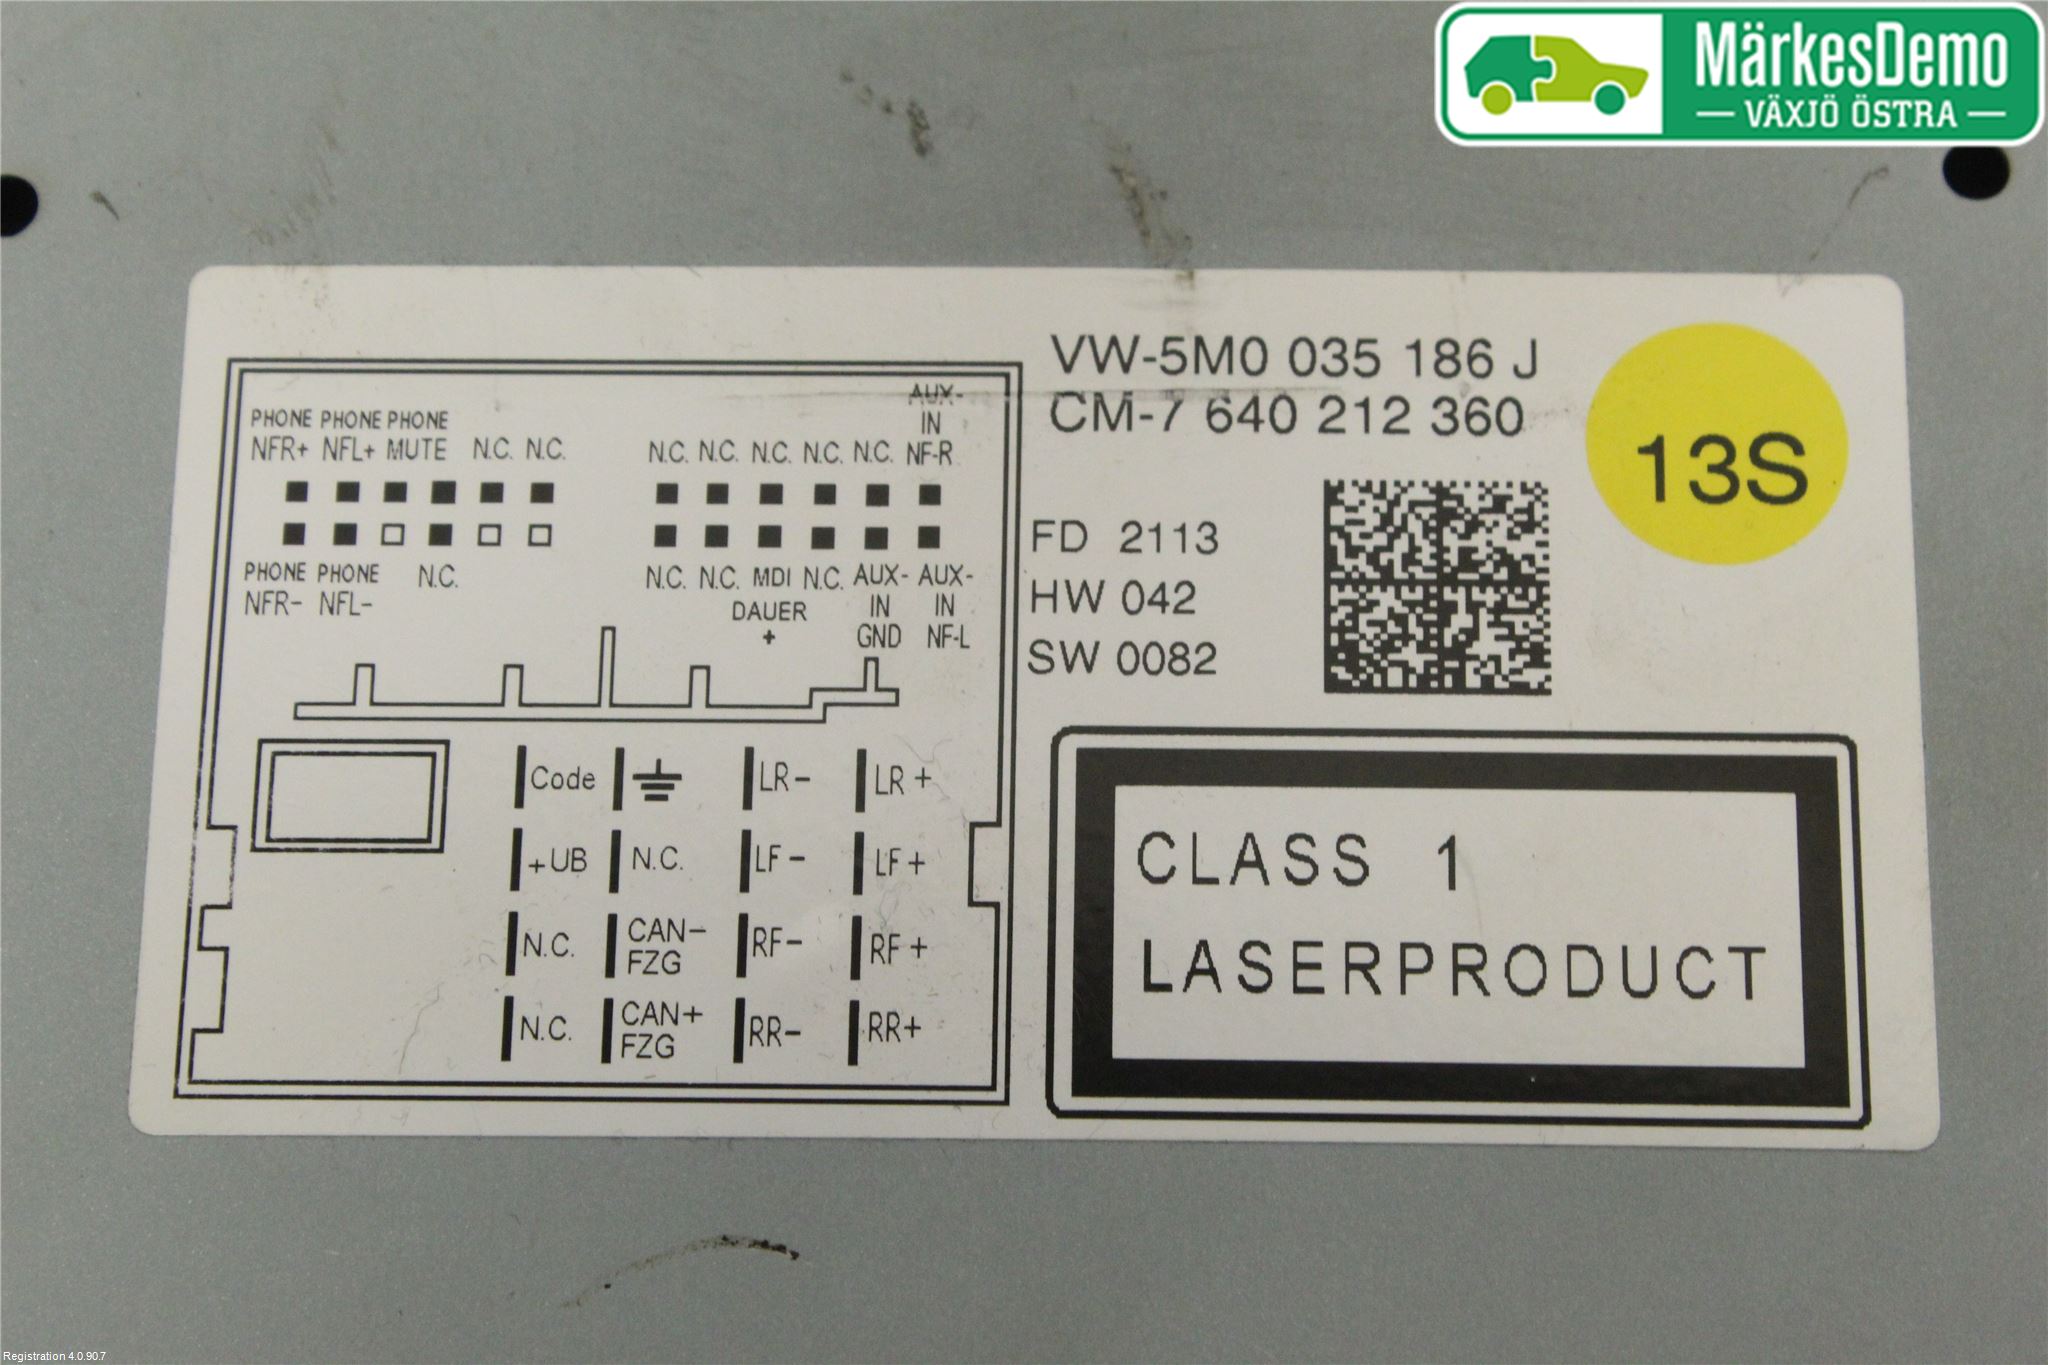 MärkesDemo
VÄXJÖ ÖSTRA
VW-5M0 035 186 J
CM-7 640 212 360
13S
FD 2113
HW 042
SW 0082
CLASS 1
LASERPRODUCT
PHONE PHONE PHONE
NFR+ NFL+ MUTE N.C. N.C.
AUX-
IN
N.C. N.C. N.C. N.C. N.C. NF-R
PHONE PHONE N.C.
NFR- NFL-
N.C. N.C. MDI N.C. AUX- AUX-
DAUER IN IN
+ GND NF-L
Code LR- LR+
+UB N.C. LF- LF+
N.C. CAN- FZG RF- RF+
N.C. CAN+ FZG RR- RR+
Registration 4.0.90.7